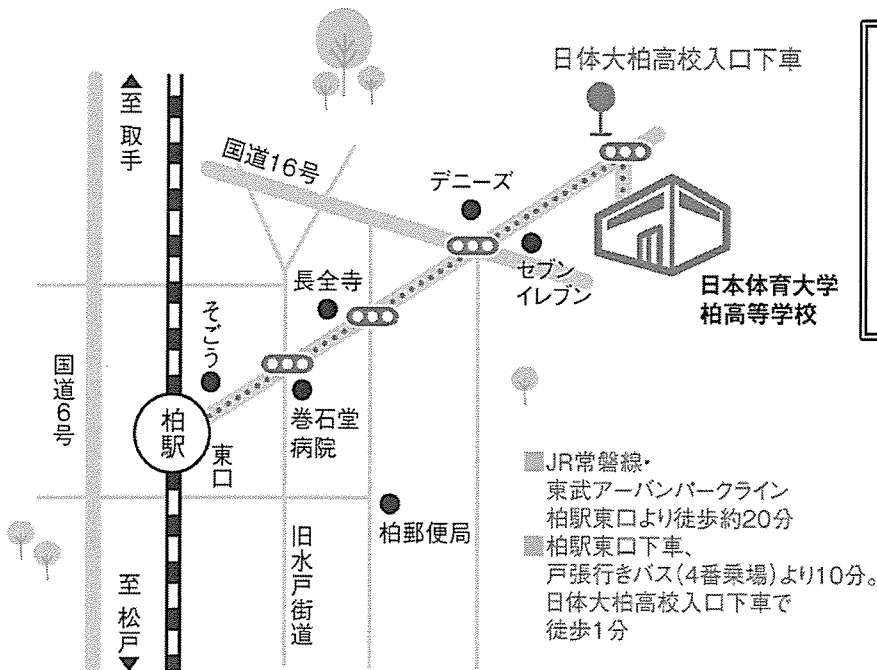 日体大柏高校入口下車
至 取手
国道16号
デニーズ
セブン
イレブン
日本体育大学
柏高等学校
長全寺
そごう
国道6号
柏駅
東口
巻石堂
病院
柏郵便局
旧水戸街道
至 松戸
■JR常磐線・
東武アーバンパークライン
柏駅東口より徒歩約20分
■柏駅東口下車、
戸張行きバス(4番乗場)より10分。
日体大柏高校入口下車で
徒歩1分